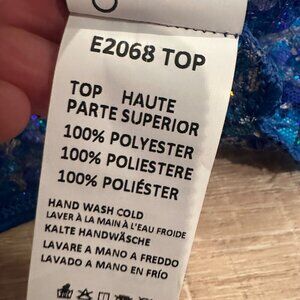 E2068 TOP
TOP HAUTE
PARTE SUPERIOR
100% POLYESTER
100% POLIESTERE
100% POLIÉSTER
HAND WASH COLD
LAVER À LA MAIN À L'EAU FROIDE
KALTE HANDWÄSCHE
LAVARE A MANO A FREDDO
LAVADO A MANO EN FRÍO